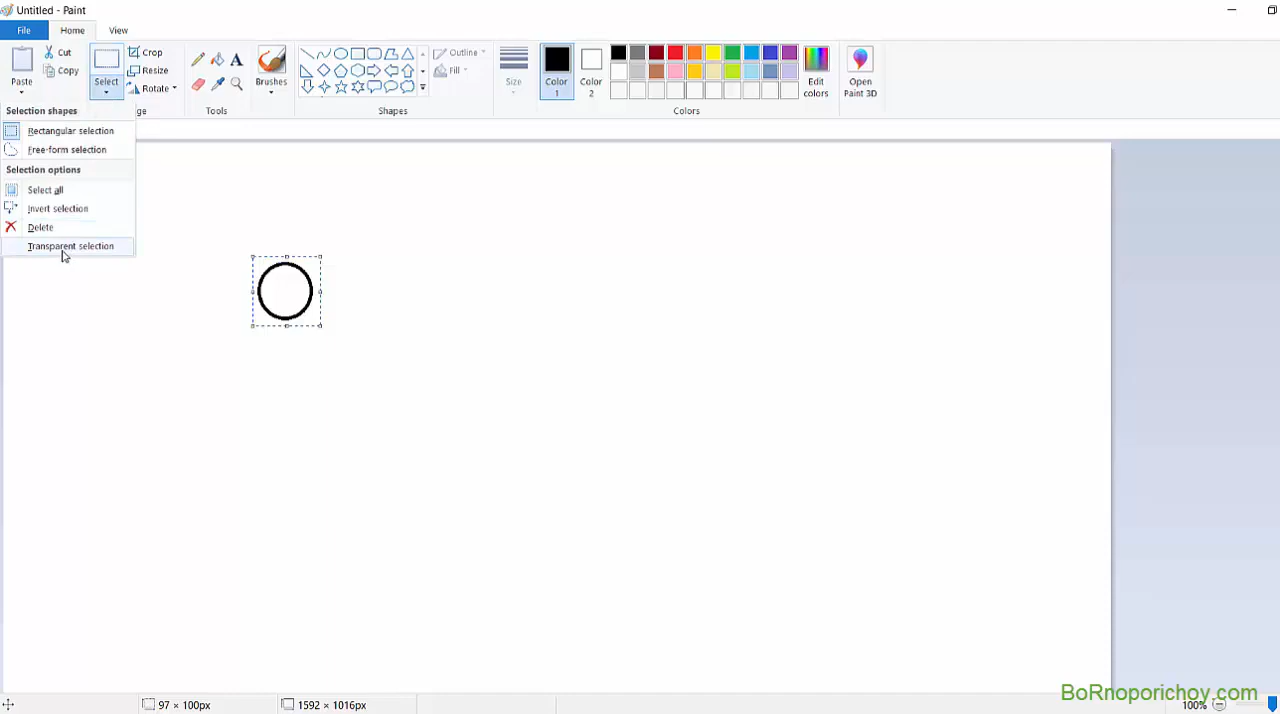 Untitled - Paint
File Home View
Paste
Cut
Copy
Select
Crop
Resize
Rotate
Brushes
Outline
Fill
Size
Color 1
Color 2
Edit colors
Open Paint 3D
Tools
Shapes
Colors
Selection shapes
Rectangular selection
Free-form selection
Selection options
Select all
Invert selection
Delete
Transparent selection
97 × 100px
1592 × 1016px
100%
BoRnoporichoy.com